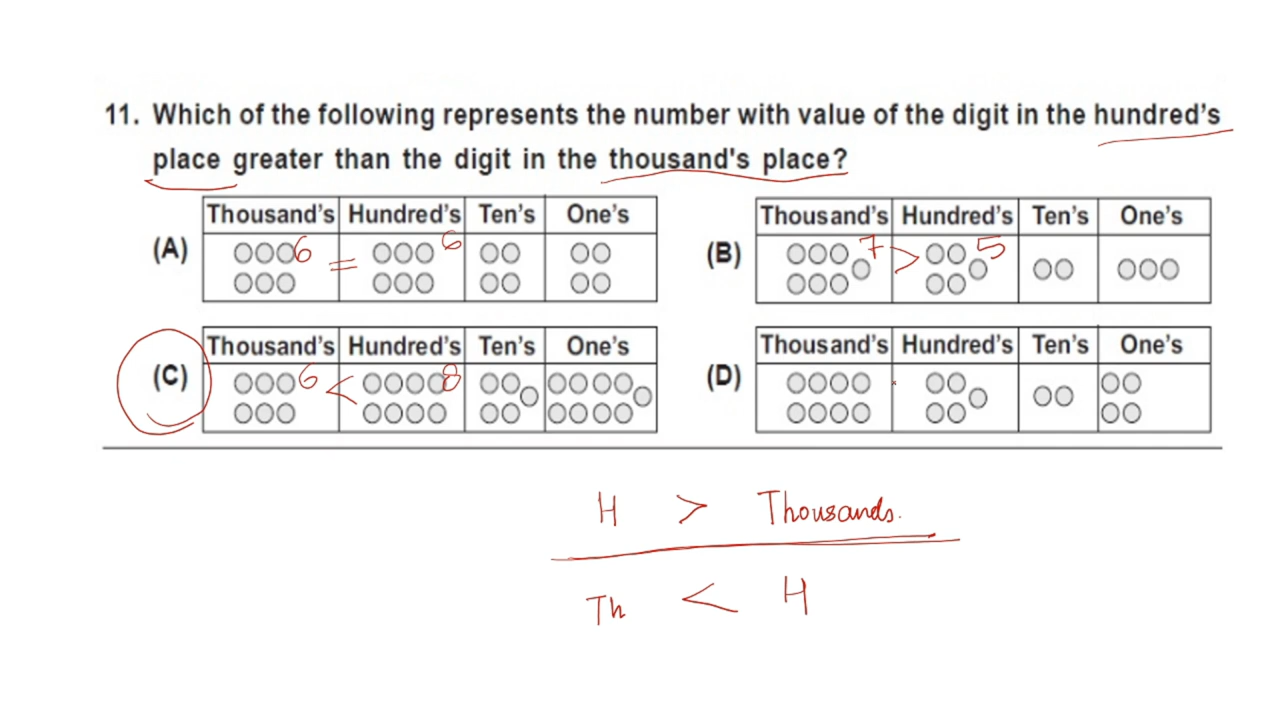 11. Which of the following represents the number with value of the digit in the hundred's
place greater than the digit in the thousand's place?
(A)
Thousand's Hundred's Ten's One's
6 = 6
(B)
Thousand's Hundred's Ten's One's
7 > 5
(C)
Thousand's Hundred's Ten's One's
6 < 8
(D)
Thousand's Hundred's Ten's One's
H > Thousands.
Th < H